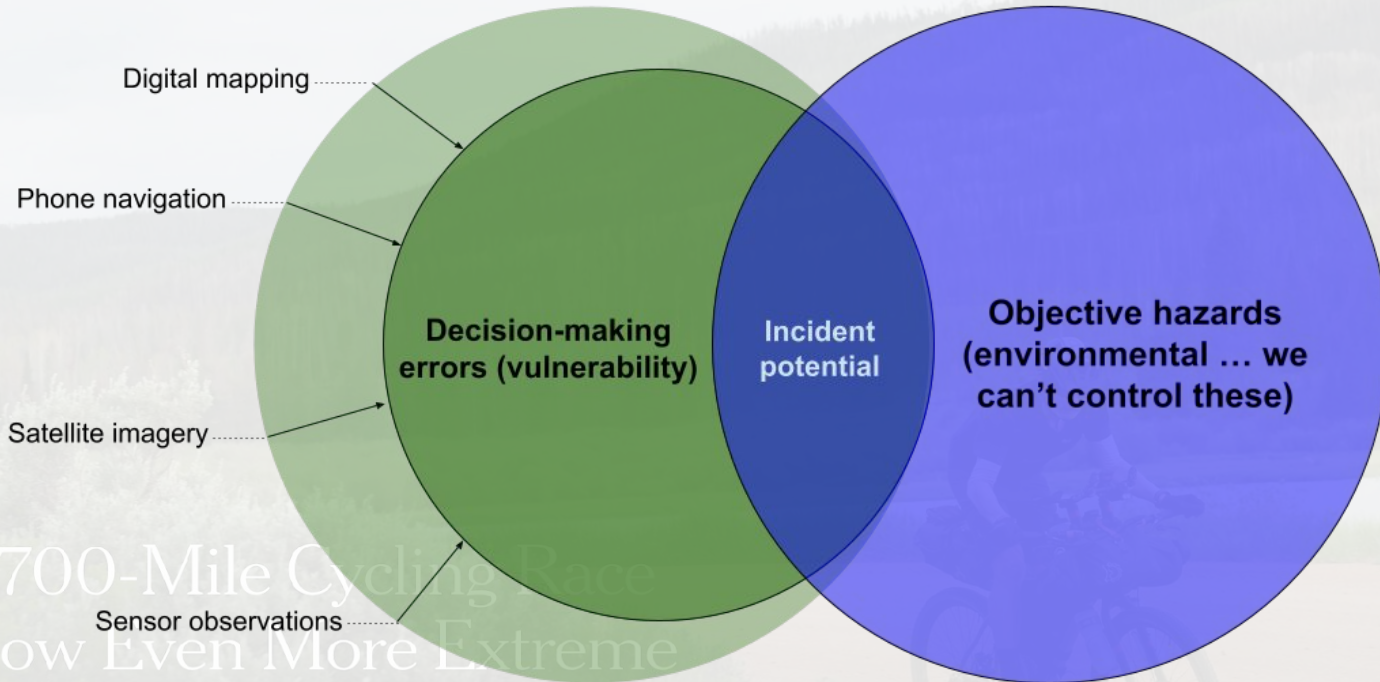 Digital mapping
Phone navigation
Satellite imagery
Sensor observations
Decision-making
errors (vulnerability)
Incident
potential
Objective hazards
(environmental … we
can’t control these)
700-Mile Cycling Race
ow Even More Extreme